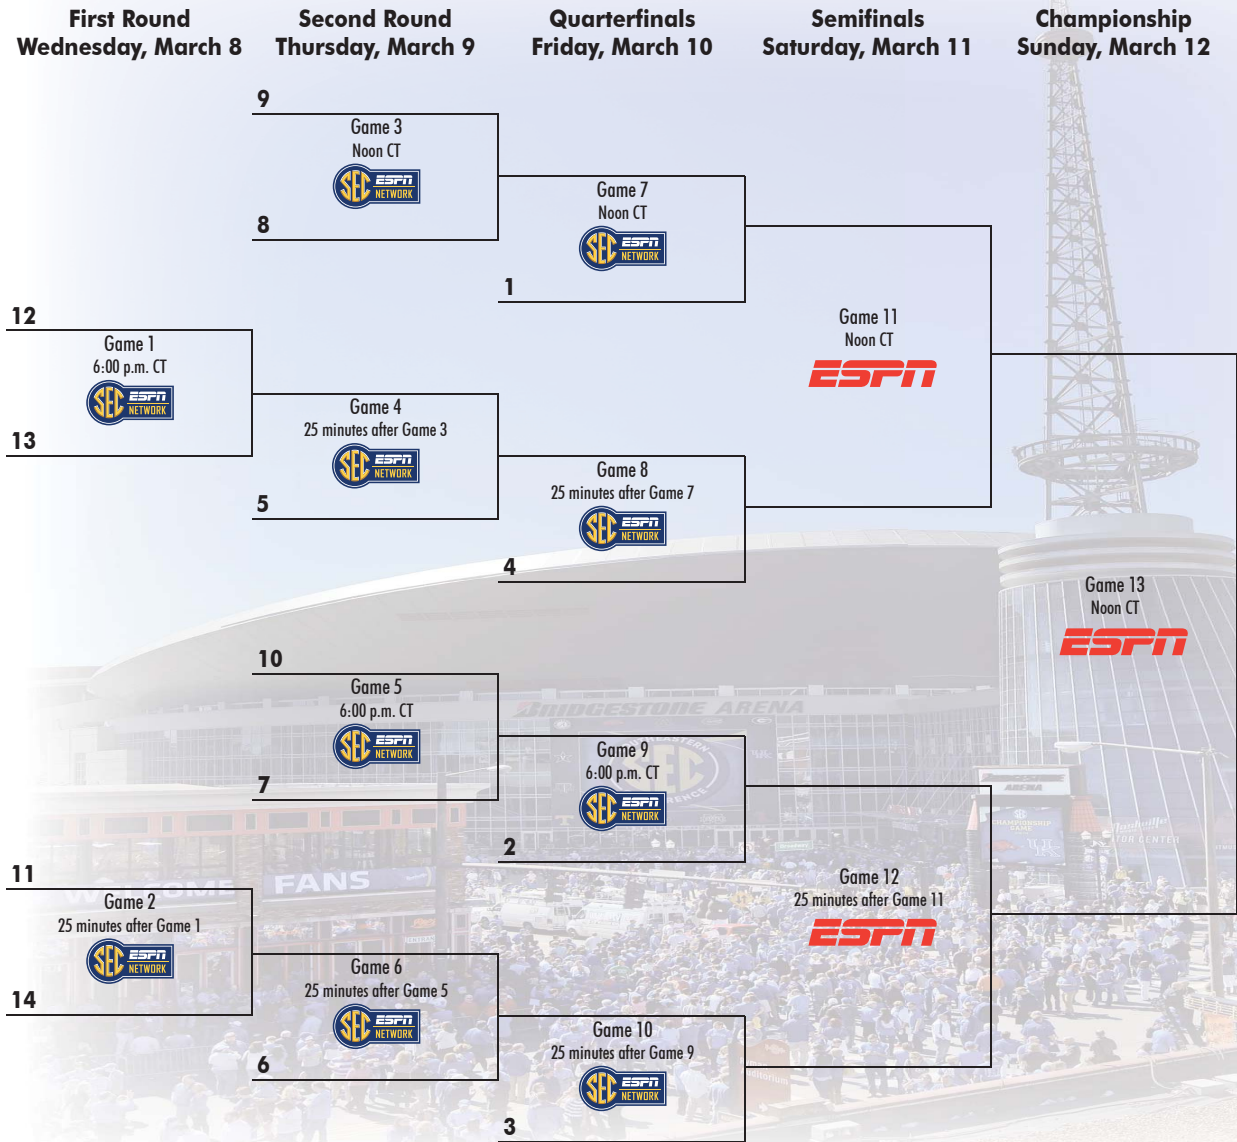 First Round
Wednesday, March 8
Second Round
Thursday, March 9
Quarterfinals
Friday, March 10
Semifinals
Saturday, March 11
Championship
Sunday, March 12
9
Game 3
Noon CT
SEC ESPN
NETWORK
8
Game 7
Noon CT
SEC ESPN
NETWORK
1
12
Game 1
6:00 p.m. CT
SEC ESPN
NETWORK
13
Game 4
25 minutes after Game 3
SEC ESPN
NETWORK
5
Game 8
25 minutes after Game 7
SEC ESPN
NETWORK
4
Game 11
Noon CT
ESPN
Game 13
Noon CT
ESPN
10
Game 5
6:00 p.m. CT
SEC ESPN
NETWORK
7
Game 9
6:00 p.m. CT
SEC ESPN
NETWORK
2
11
Game 2
25 minutes after Game 1
SEC ESPN
NETWORK
14
Game 6
25 minutes after Game 5
SEC ESPN
NETWORK
6
Game 10
25 minutes after Game 9
SEC ESPN
NETWORK
3
Game 12
25 minutes after Game 11
ESPN
BRIDGESTONE ARENA
SEC
BRIDGESTONE
ARENA
CHAMPIONSHIP
GAME
Nashville
WELCOME FANS